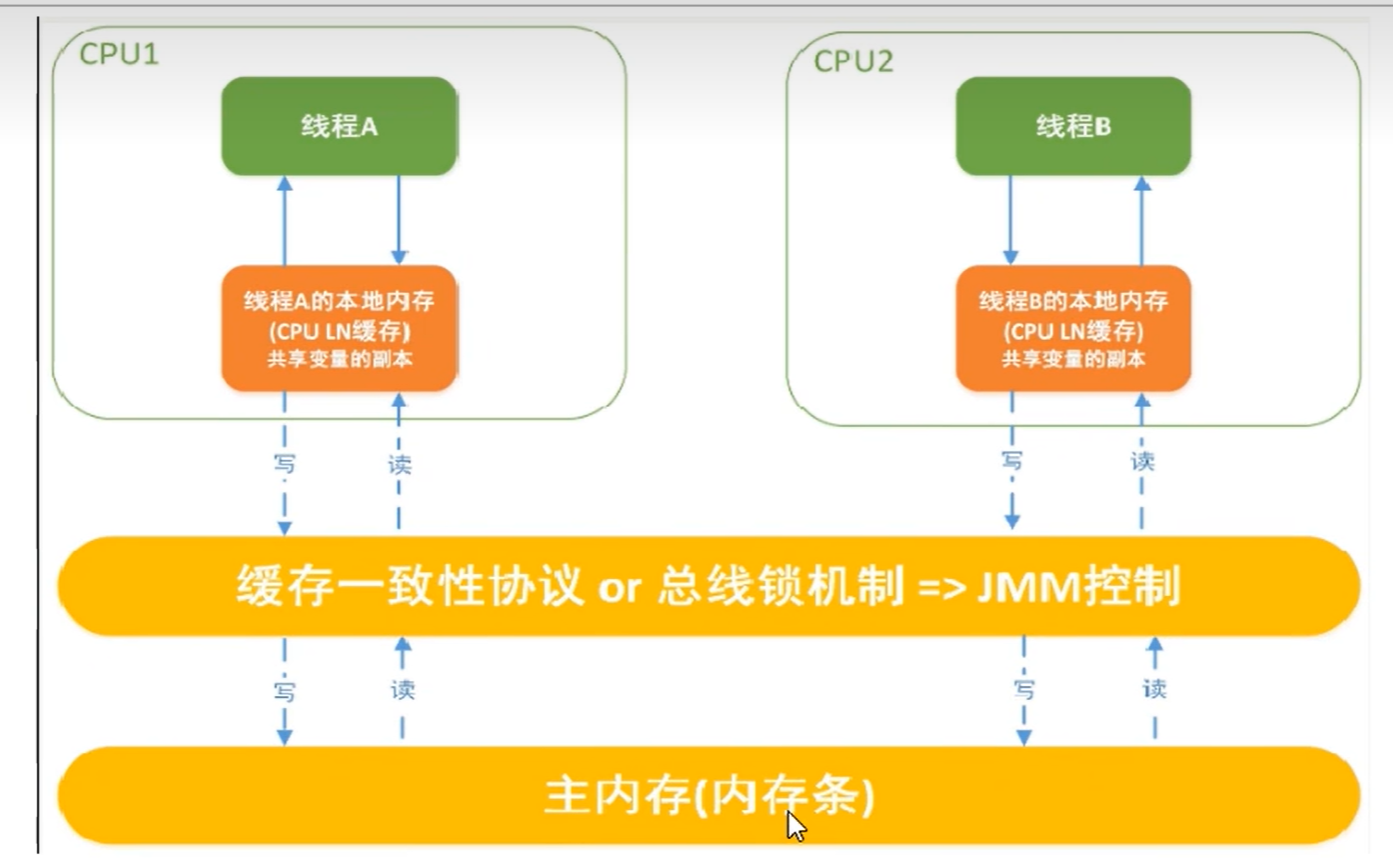 CPU1
CPU2
线程A
线程B
线程A的本地内存
(CPU LN缓存)
共享变量的副本
线程B的本地内存
(CPU LN缓存)
共享变量的副本
写
读
写
读
缓存一致性协议 or 总线锁机制 => JMM控制
写
读
写
读
主内存(内存条)